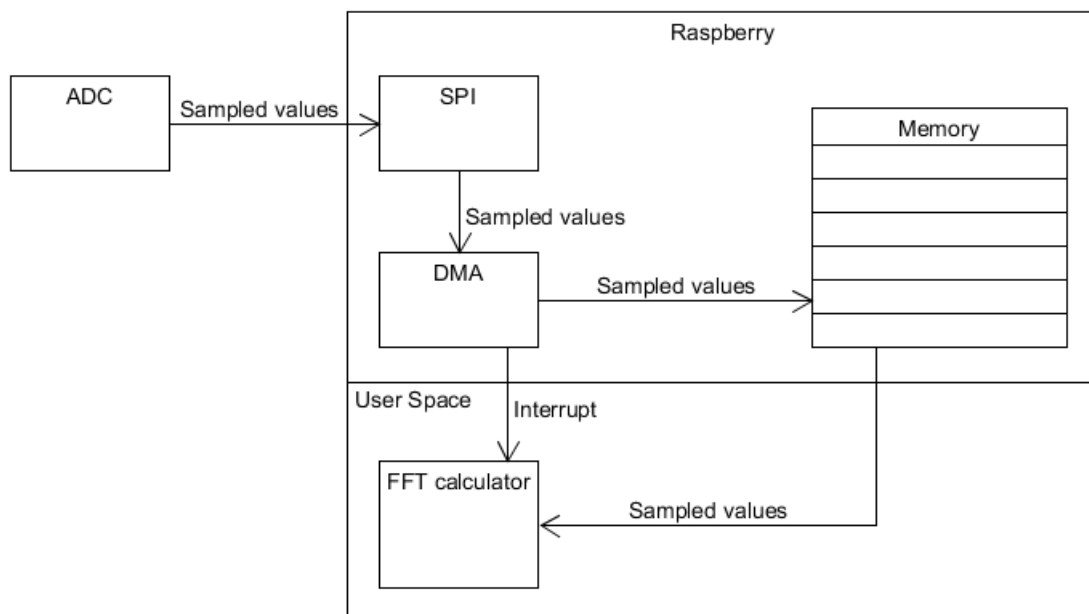 Raspberry
ADC
Sampled values
SPI
Memory
Sampled values
DMA
Sampled values
User Space
Interrupt
FFT calculator
Sampled values